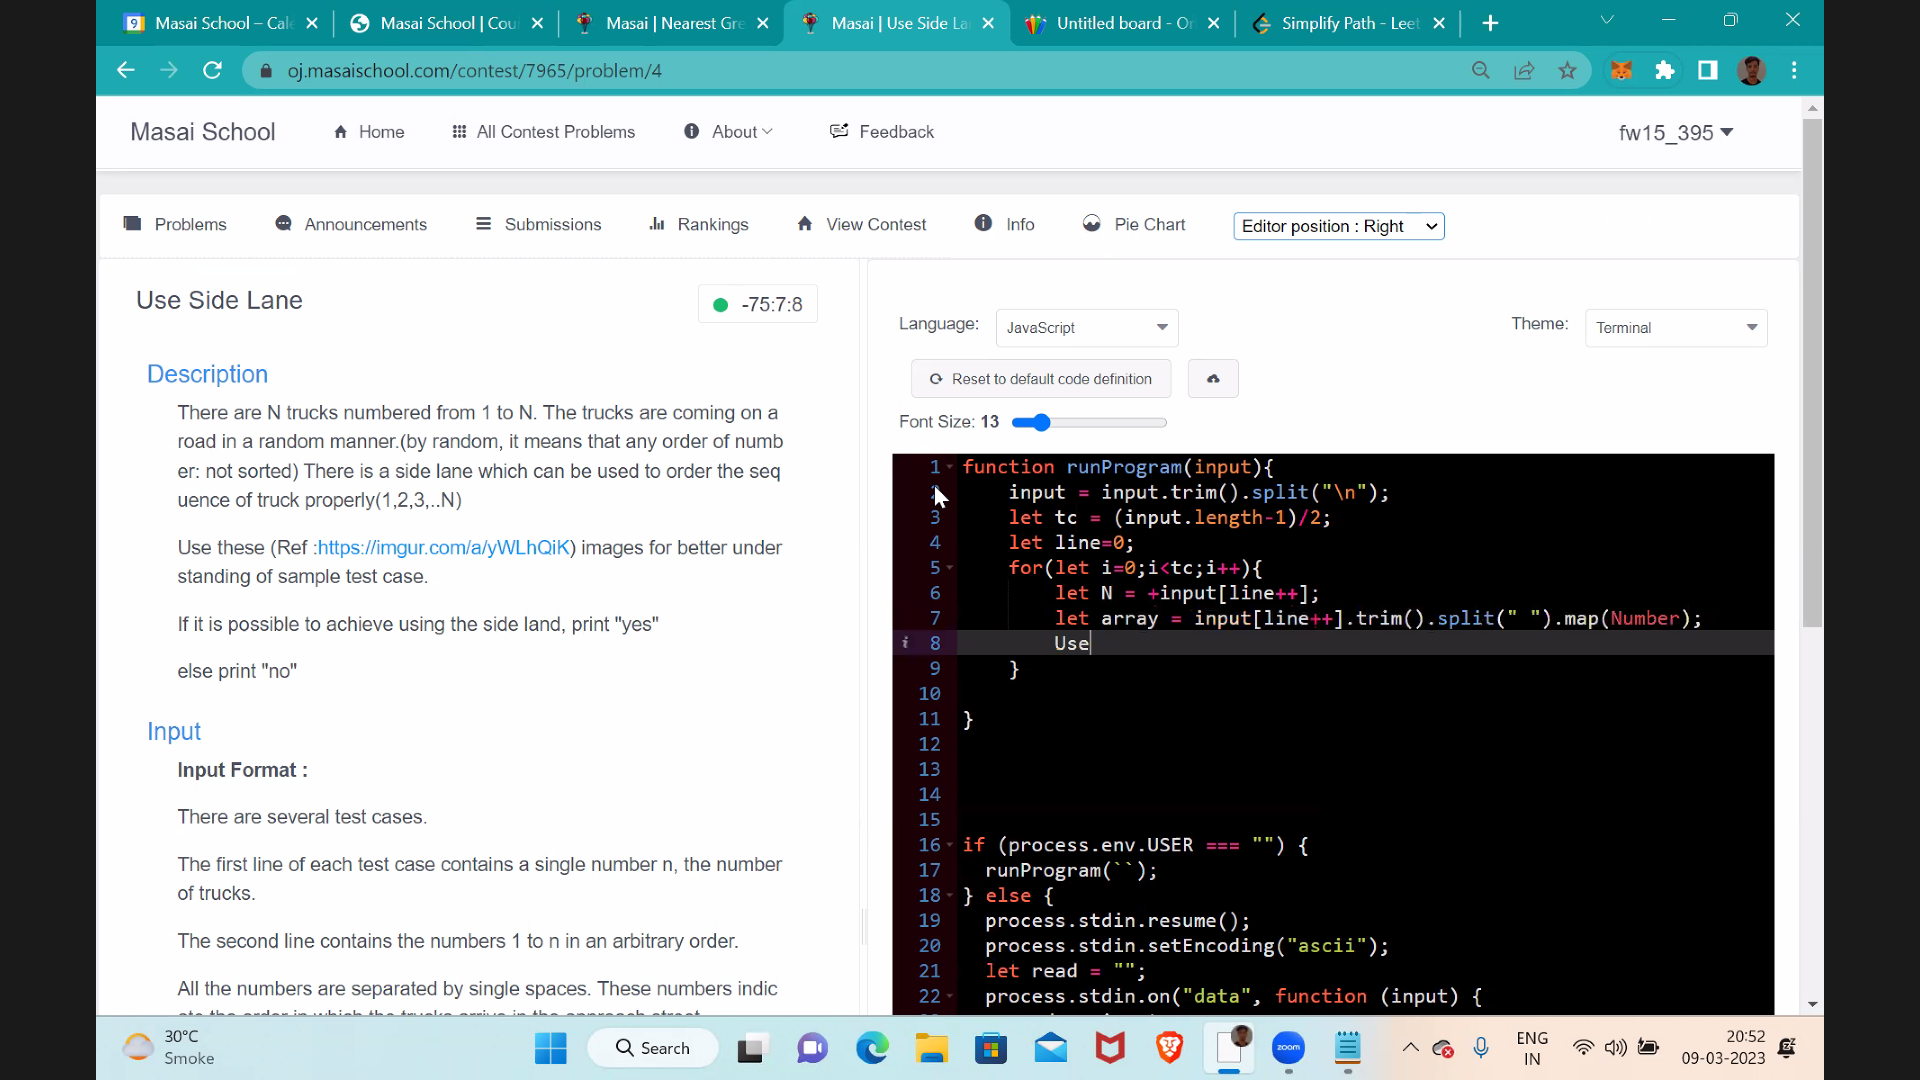 Masai School – Cale
Masai School | Cour
Masai | Nearest Gre
Masai | Use Side La
Untitled board - On
Simplify Path - Leet
oj.masaischool.com/contest/7965/problem/4
Masai School
Home
All Contest Problems
About
Feedback
fw15_395
Problems
Announcements
Submissions
Rankings
View Contest
Info
Pie Chart
Editor position : Right
Use Side Lane
-75:7:8
Description
There are N trucks numbered from 1 to N. The trucks are coming on a
road in a random manner.(by random, it means that any order of numb
er: not sorted) There is a side lane which can be used to order the seq
uence of truck properly(1,2,3,..N)
Use these (Ref :https://imgur.com/a/yWLhQiK) images for better under
standing of sample test case.
If it is possible to achieve using the side land, print "yes"
else print "no"
Input
Input Format :
There are several test cases.
The first line of each test case contains a single number n, the number
of trucks.
The second line contains the numbers 1 to n in an arbitrary order.
All the numbers are separated by single spaces. These numbers indic
Language:
JavaScript
Theme:
Terminal
Reset to default code definition
Font Size: 13
1 function runProgram(input){
2 input = input.trim().split("\n");
3 let tc = (input.length-1)/2;
4 let line=0;
5 for(let i=0;i<tc;i++){
6 let N = +input[line++];
7 let array = input[line++].trim().split(" ").map(Number);
8 Use
9 }
10
11 }
12
13
14
15
16 if (process.env.USER === "") {
17 runProgram(``);
18 } else {
19 process.stdin.resume();
20 process.stdin.setEncoding("ascii");
21 let read = "";
22 process.stdin.on("data", function (input) {
30°C
Smoke
Search
zoom
ENG
IN
20:52
09-03-2023